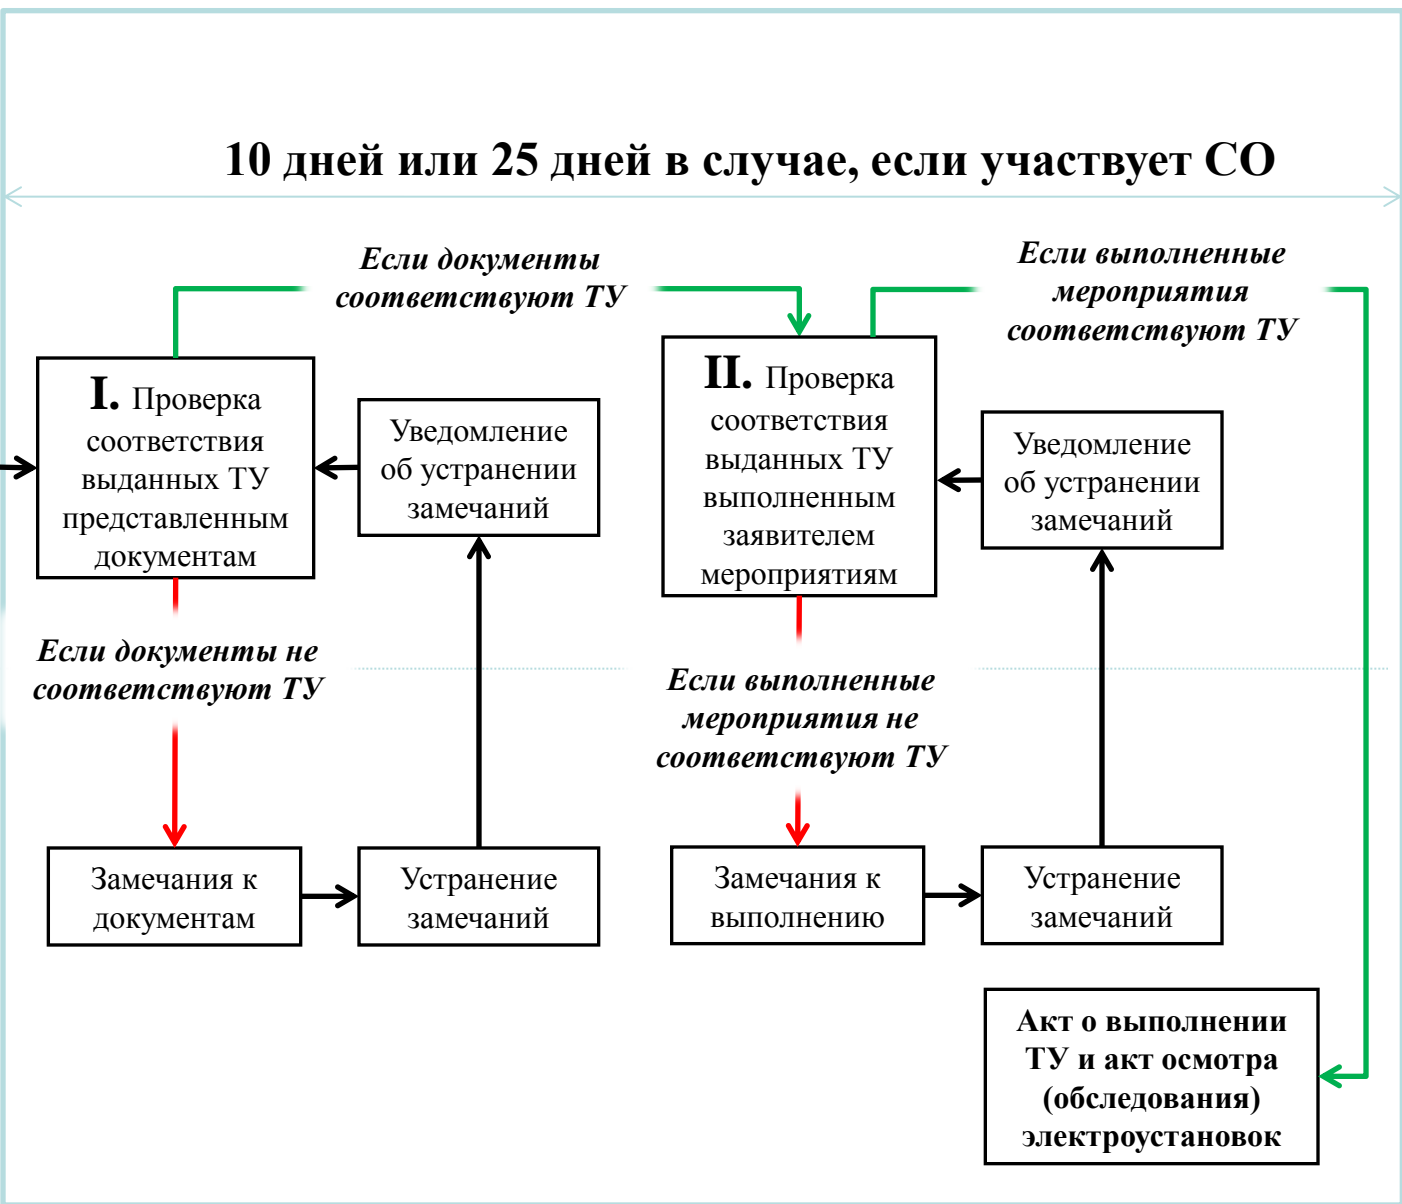 10 дней или 25 дней в случае, если участвует СО
Если документы
соответствуют ТУ
Если выполненные
мероприятия
соответствуют ТУ
I. Проверка
соответствия
выданных ТУ
представленным
документам
Уведомление
об устранении
замечаний
II. Проверка
соответствия
выданных ТУ
выполненным
заявителем
мероприятиям
Уведомление
об устранении
замечаний
Если документы не
соответствуют ТУ
Если выполненные
мероприятия не
соответствуют ТУ
Замечания к
документам
Устранение
замечаний
Замечания к
выполнению
Устранение
замечаний
Акт о выполнении
ТУ и акт осмотра
(обследования)
электроустановок